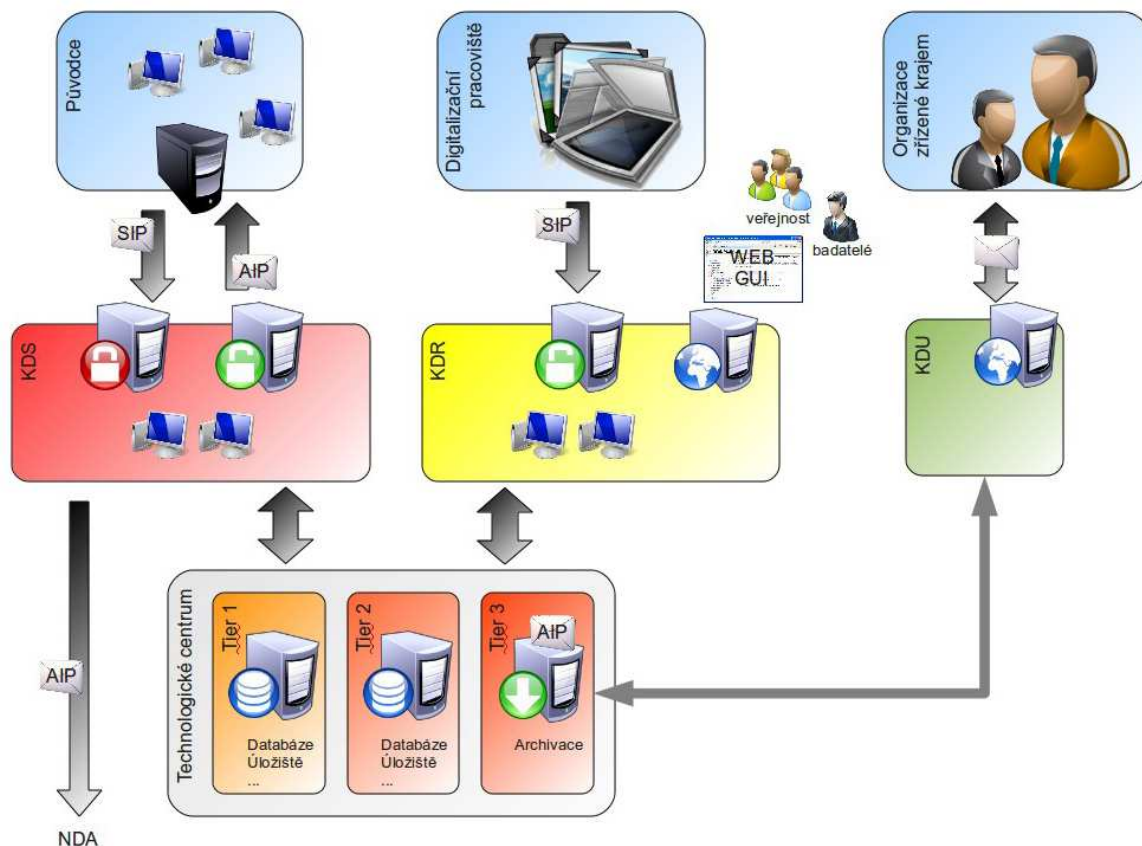 Původce
Digitalizační
pracoviště
Organizace
zřízené krajem
SIP
AIP
SIP
veřejnost
badatelé
WEB
GUI
KDS
KDR
KDU
Technologické centrum
Tier 1
Databáze
Úložiště
...
Tier 2
Databáze
Úložiště
...
Tier 3
AIP
Archivace
AIP
NDA